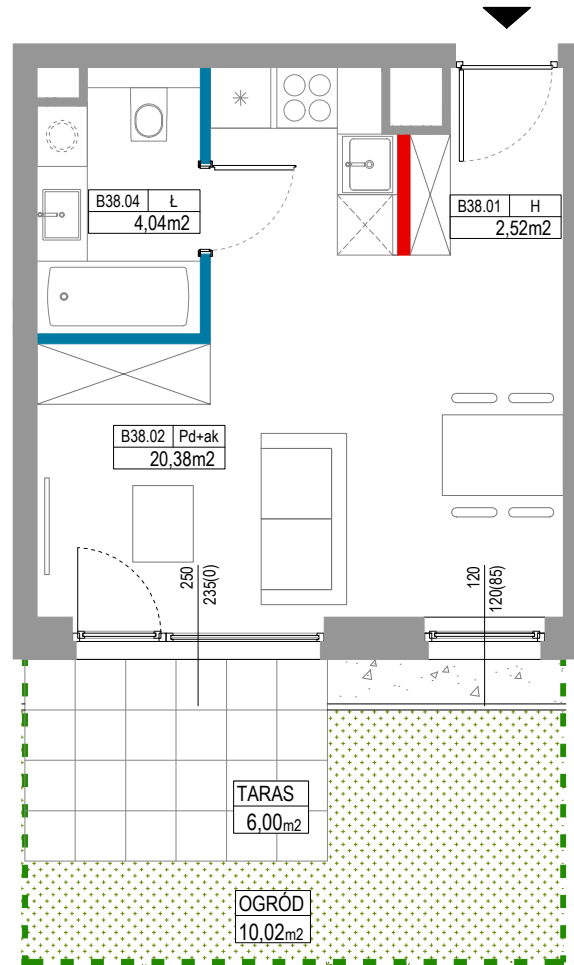 B38.04 Ł
4,04m2
B38.01 H
2,52m2
B38.02 Pd+ak
20,38m2
250
235(0)
120
120(85)
TARAS
6,00m2
OGRÓD
10,02m2